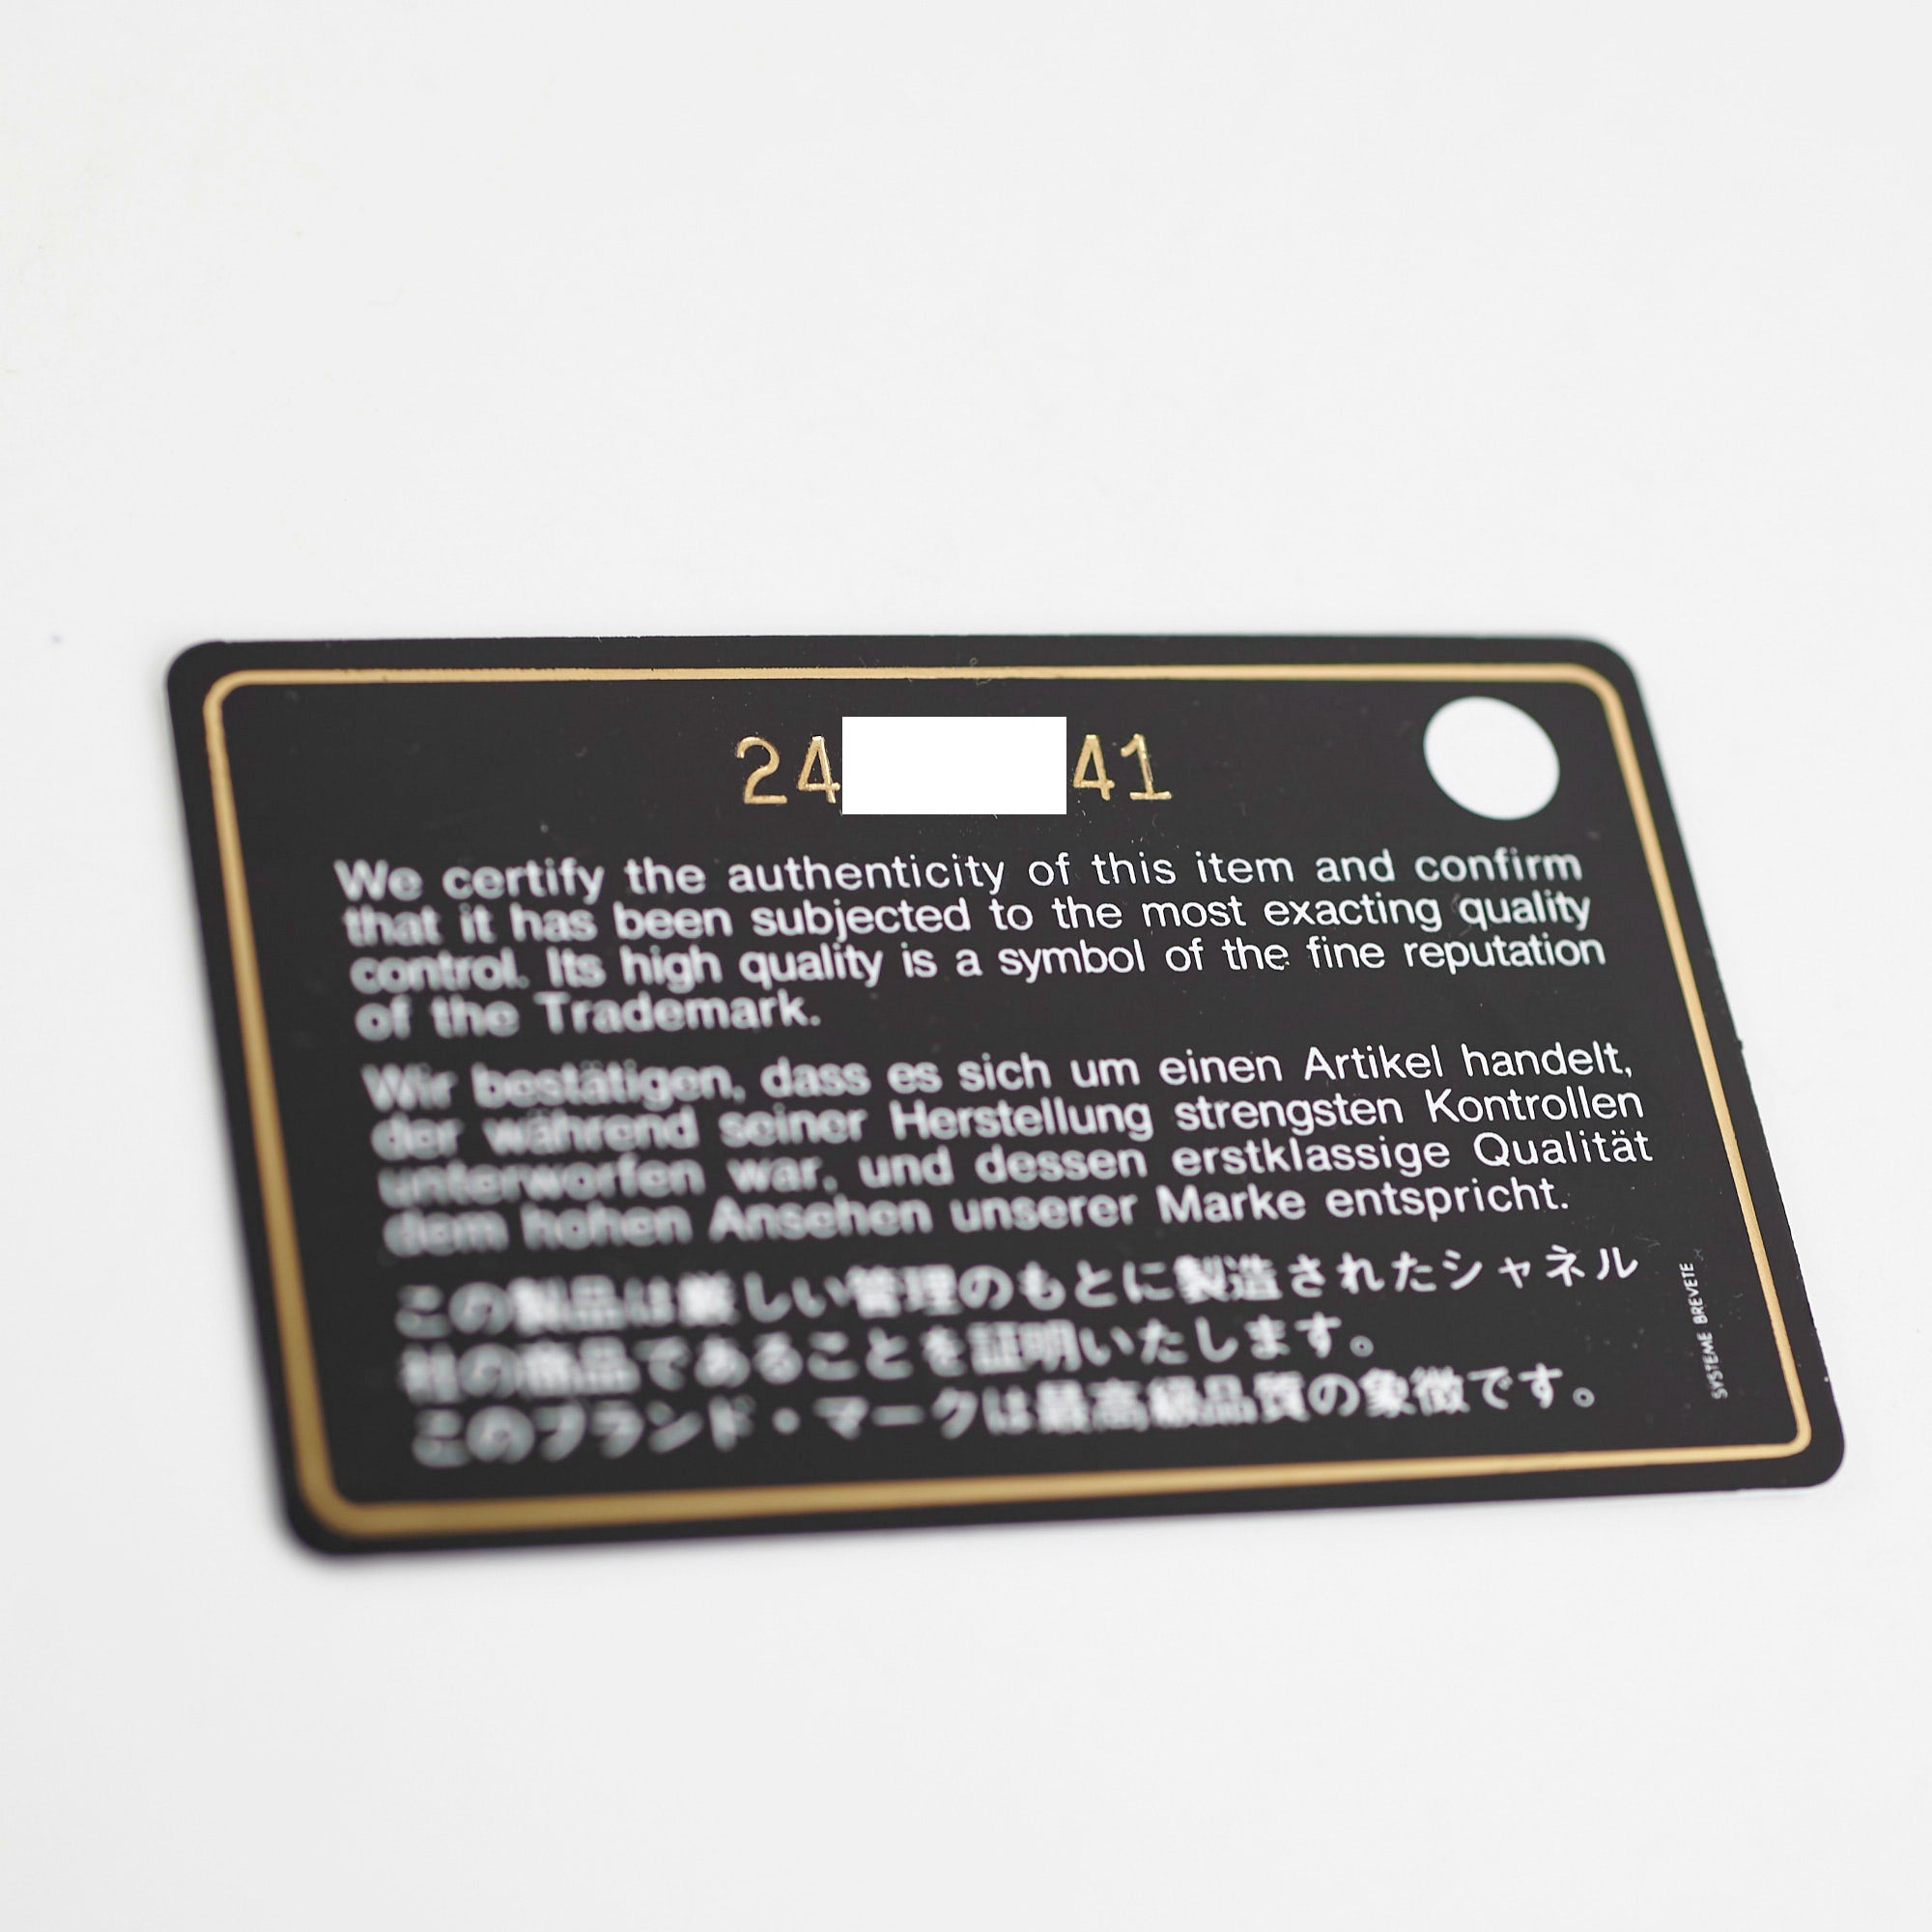 24 41
We certify the authenticity of this item and confirm
that it has been subjected to the most exacting quality
control. Its high quality is a symbol of the fine reputation
of the Trademark.
Wir bestätigen, dass es sich um einen Artikel handelt,
der während seiner Herstellung strengsten Kontrollen
unterworfen war, und dessen erstklassige Qualität
dem hohen Ansehen unserer Marke entspricht.
この製品は厳しい管理のもとに製造されたシャネル
社の商品であることを証明いたします。
このブランド・マークは最高級品質の象徴です。
SYSTEME BREVETE